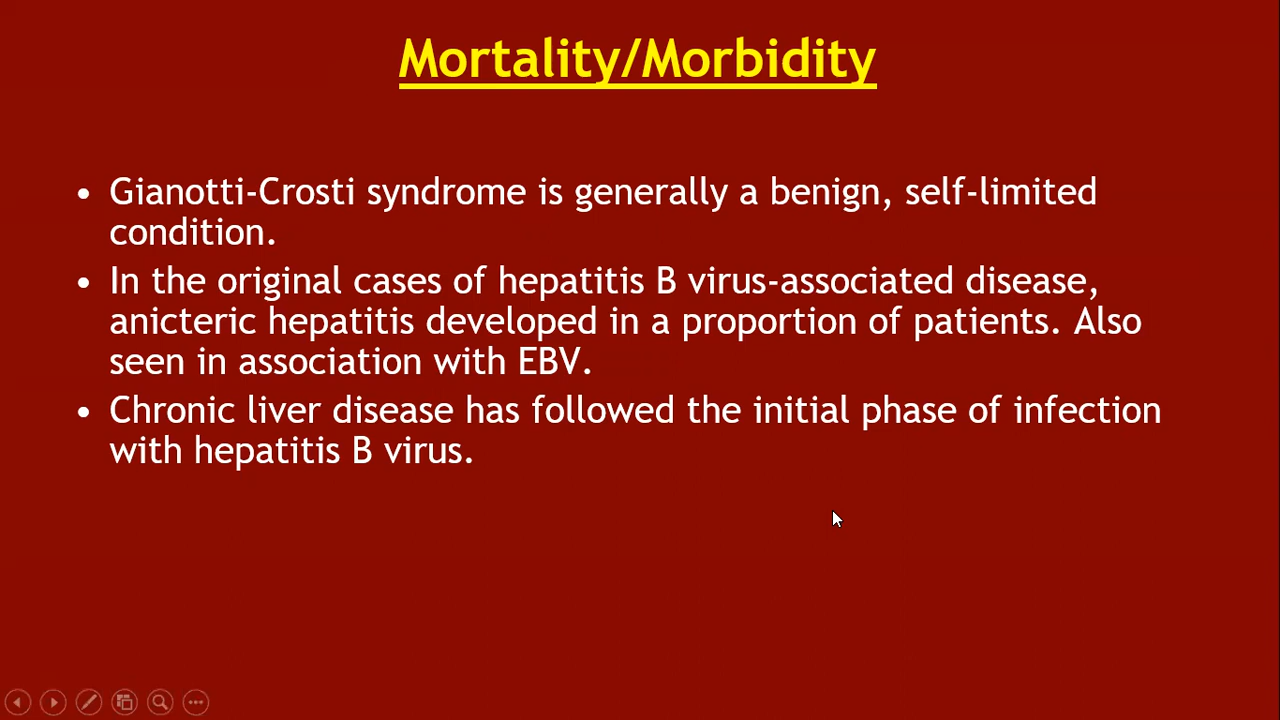 Mortality/Morbidity
• Gianotti-Crosti syndrome is generally a benign, self-limited
condition.
• In the original cases of hepatitis B virus-associated disease,
anicteric hepatitis developed in a proportion of patients. Also
seen in association with EBV.
• Chronic liver disease has followed the initial phase of infection
with hepatitis B virus.